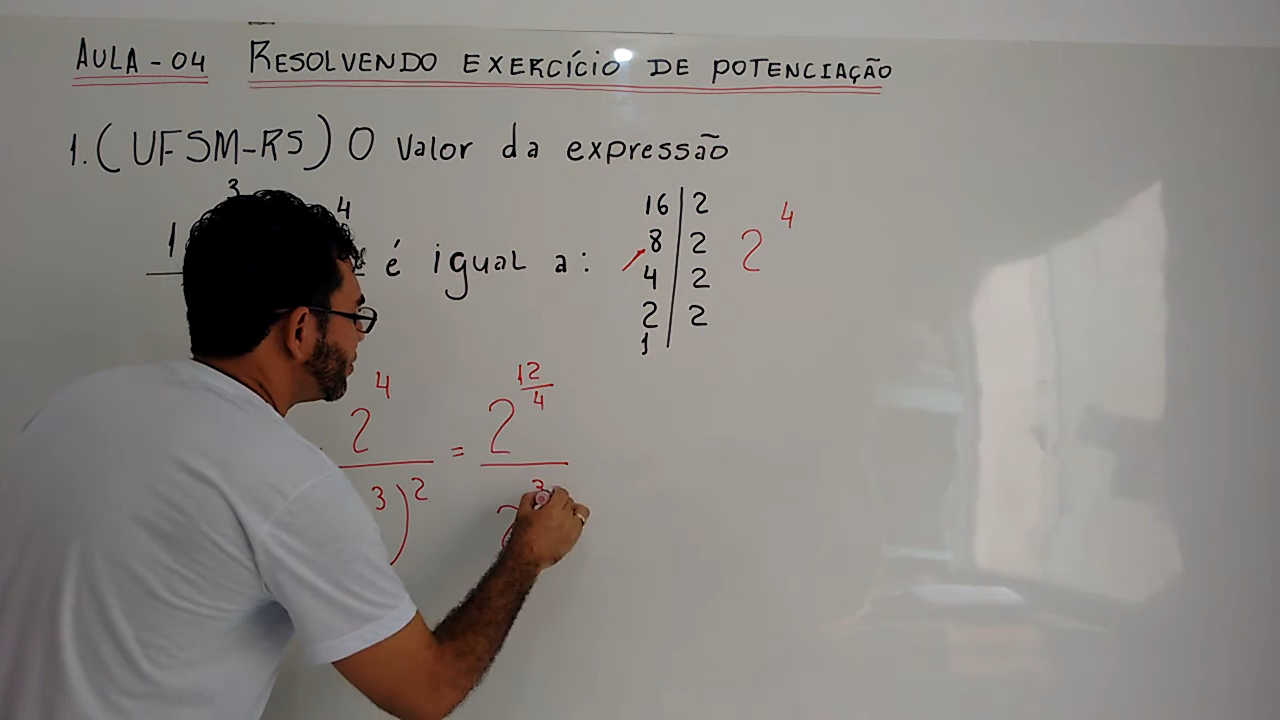 AULA - 04 RESOLVENDO EXERCÍCIO DE POTENCIAÇÃO
1. (UFSM-RS) O valor da expressão
3 4
1 é igual a:
16 | 2
8 | 2
4 | 2
2 | 2
1
2^4
2^4 = 2^(12/4)
3)^2